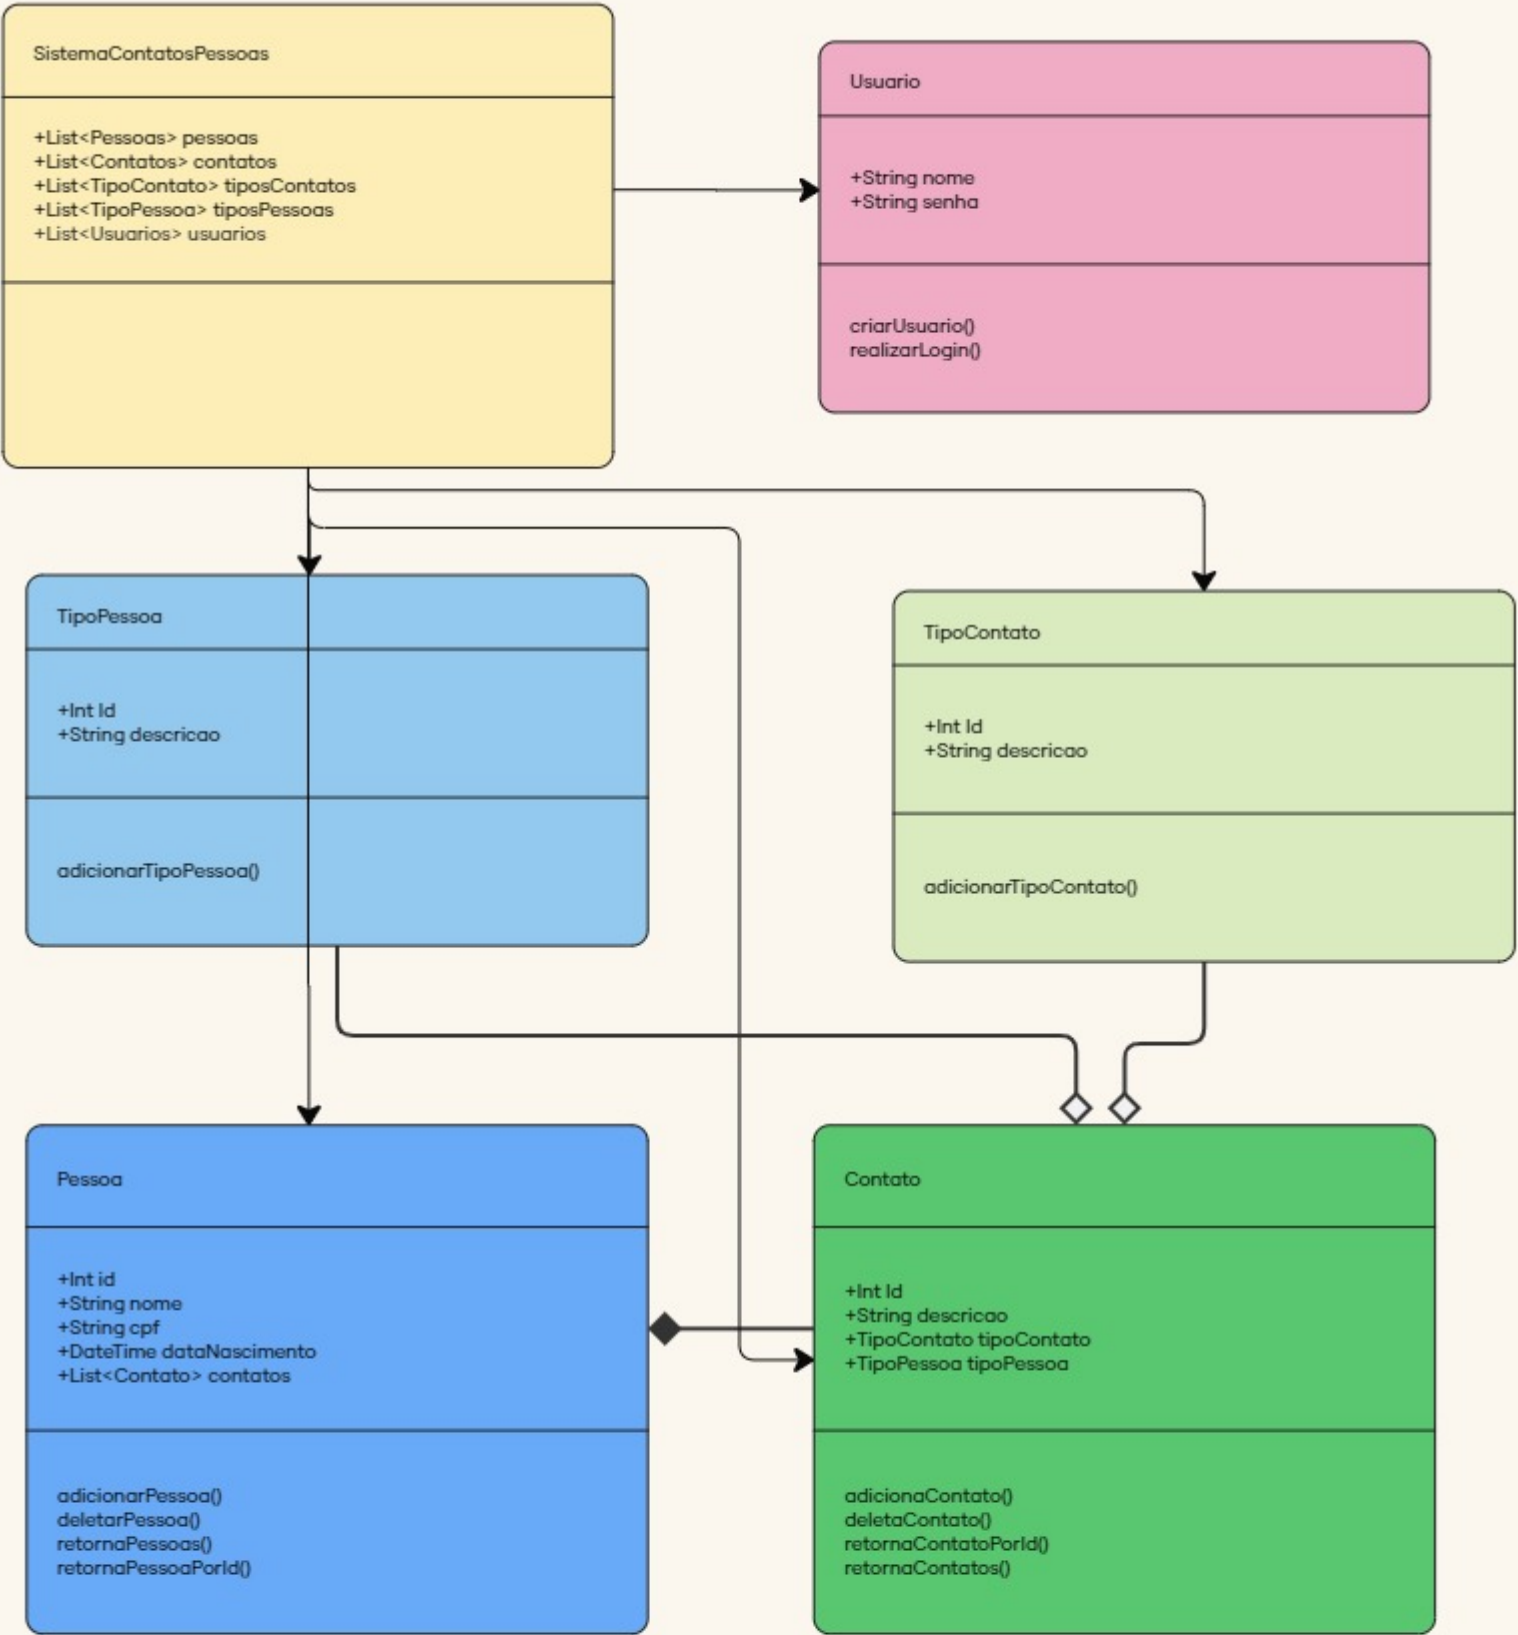 SistemaContatosPessoas
+List<Pessoas> pessoas
+List<Contatos> contatos
+List<TipoContato> tiposContatos
+List<TipoPessoa> tiposPessoas
+List<Usuarios> usuarios
Usuario
+String nome
+String senha
criarUsuario()
realizarLogin()
TipoPessoa
+Int Id
+String descricao
adicionarTipoPessoa()
TipoContato
+Int Id
+String descricao
adicionarTipoContato()
Pessoa
+Int id
+String nome
+String cpf
+DateTime dataNascimento
+List<Contato> contatos
adicionarPessoa()
deletarPessoa()
retornaPessoas()
retornaPessoaPorId()
Contato
+Int Id
+String descricao
+TipoContato tipoContato
+TipoPessoa tipoPessoa
adicionaContato()
deletaContato()
retornaContatoPorId()
retornaContatos()